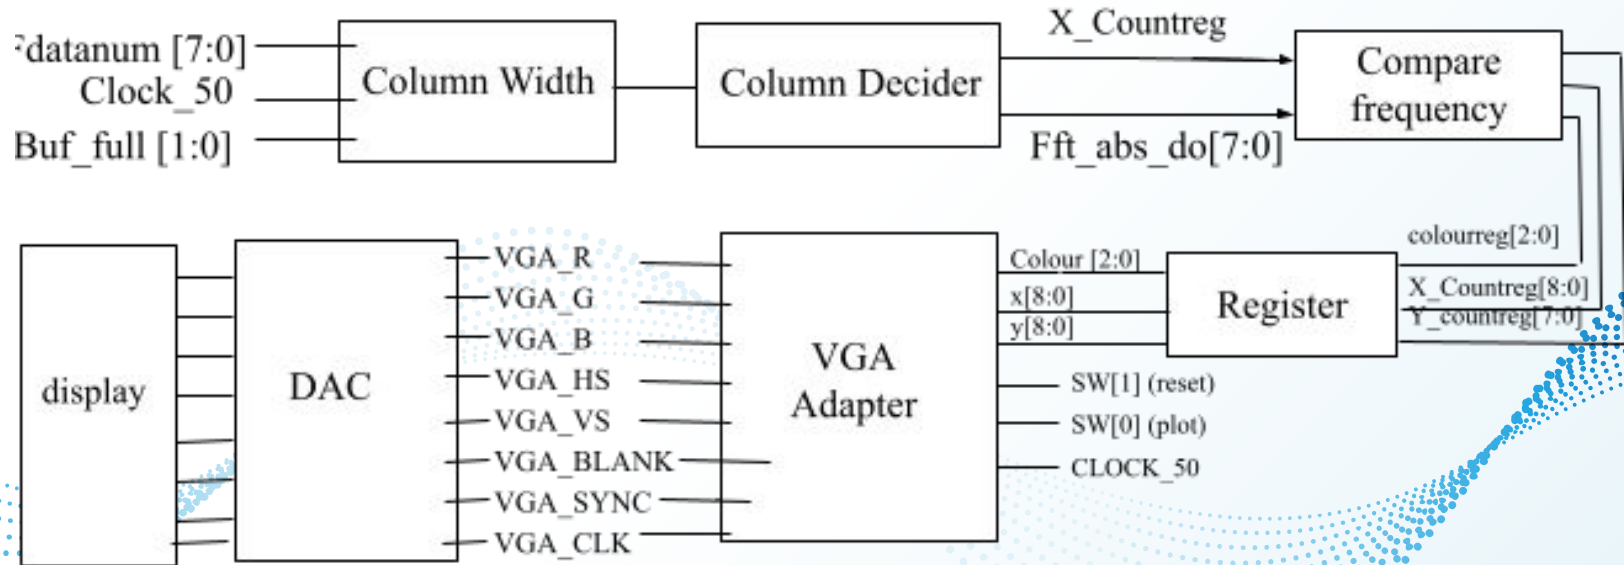 X_Countreg
datanum [7:0]
Clock_50
Buf_full [1:0]
Column Width
Column Decider
Compare
frequency
Fft_abs_do[7:0]
colourreg[2:0]
X_Countreg[8:0]
Y_countreg[7:0]
display
DAC
VGA_R
VGA_G
VGA_B
VGA_HS
VGA_VS
VGA_BLANK
VGA_SYNC
VGA_CLK
VGA
Adapter
Colour [2:0]
x[8:0]
y[8:0]
Register
SW[1] (reset)
SW[0] (plot)
CLOCK_50